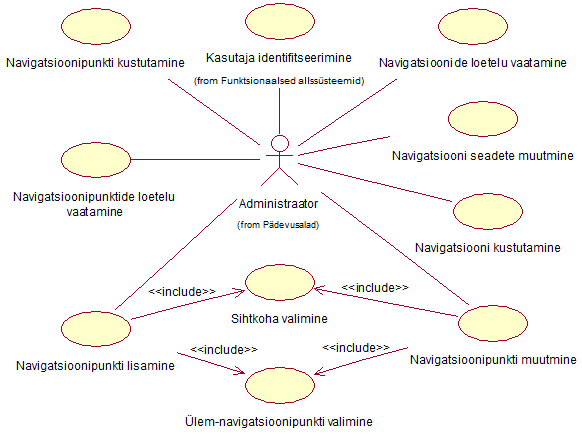 Navigatsioonipunkti kustutamine
Kasutaja identifitseerimine
(from Funktsionaalsed allssüsteemid)
Navigatsioonide loetelu vaatamine
Navigatsiooni seadete muutmine
Navigatsioonipunktide loetelu
vaatamine
Administraator
(from Pädevusalad)
Navigatsiooni kustutamine
<<include>>
<<include>>
Sihtkoha valimine
Navigatsioonipunkti lisamine
<<include>>
<<include>>
Navigatsioonipunkti muutmine
Ülem-navigatsioonipunkti valimine